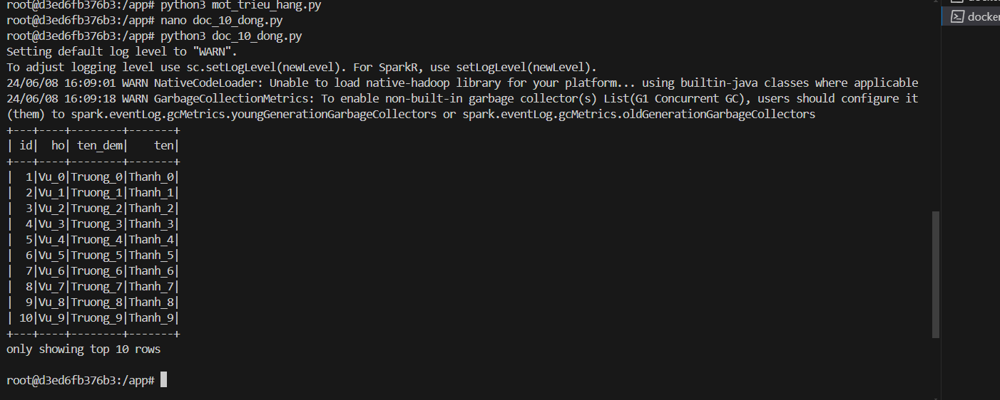 root@d3ed6fb376b3:/app# python3 mot_trieu_hang.py
root@d3ed6fb376b3:/app# nano doc_10_dong.py
root@d3ed6fb376b3:/app# python3 doc_10_dong.py
Setting default log level to "WARN".
To adjust logging level use sc.setLogLevel(newLevel). For SparkR, use setLogLevel(newLevel).
24/06/08 16:09:01 WARN NativeCodeLoader: Unable to load native-hadoop library for your platform... using builtin-java classes where applicable
24/06/08 16:09:18 WARN GarbageCollectionMetrics: To enable non-built-in garbage collector(s) List(G1 Concurrent GC), users should configure it
(them) to spark.eventLog.gcMetrics.youngGenerationGarbageCollectors or spark.eventLog.gcMetrics.oldGenerationGarbageCollectors
+---+----+--------+-------+
| id|  ho| ten_dem|    ten|
+---+----+--------+-------+
|  1|Vu_0|Truong_0|Thanh_0|
|  2|Vu_1|Truong_1|Thanh_1|
|  3|Vu_2|Truong_2|Thanh_2|
|  4|Vu_3|Truong_3|Thanh_3|
|  5|Vu_4|Truong_4|Thanh_4|
|  6|Vu_5|Truong_5|Thanh_5|
|  7|Vu_6|Truong_6|Thanh_6|
|  8|Vu_7|Truong_7|Thanh_7|
|  9|Vu_8|Truong_8|Thanh_8|
| 10|Vu_9|Truong_9|Thanh_9|
+---+----+--------+-------+
only showing top 10 rows
root@d3ed6fb376b3:/app#